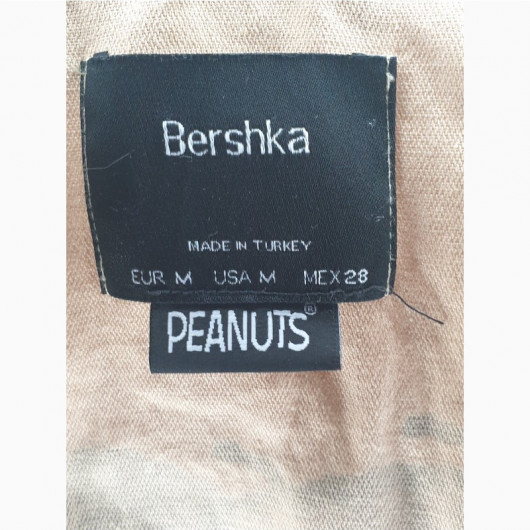 Bershka
MADE IN TURKEY
EUR M USA M MEX 28
PEANUTS®